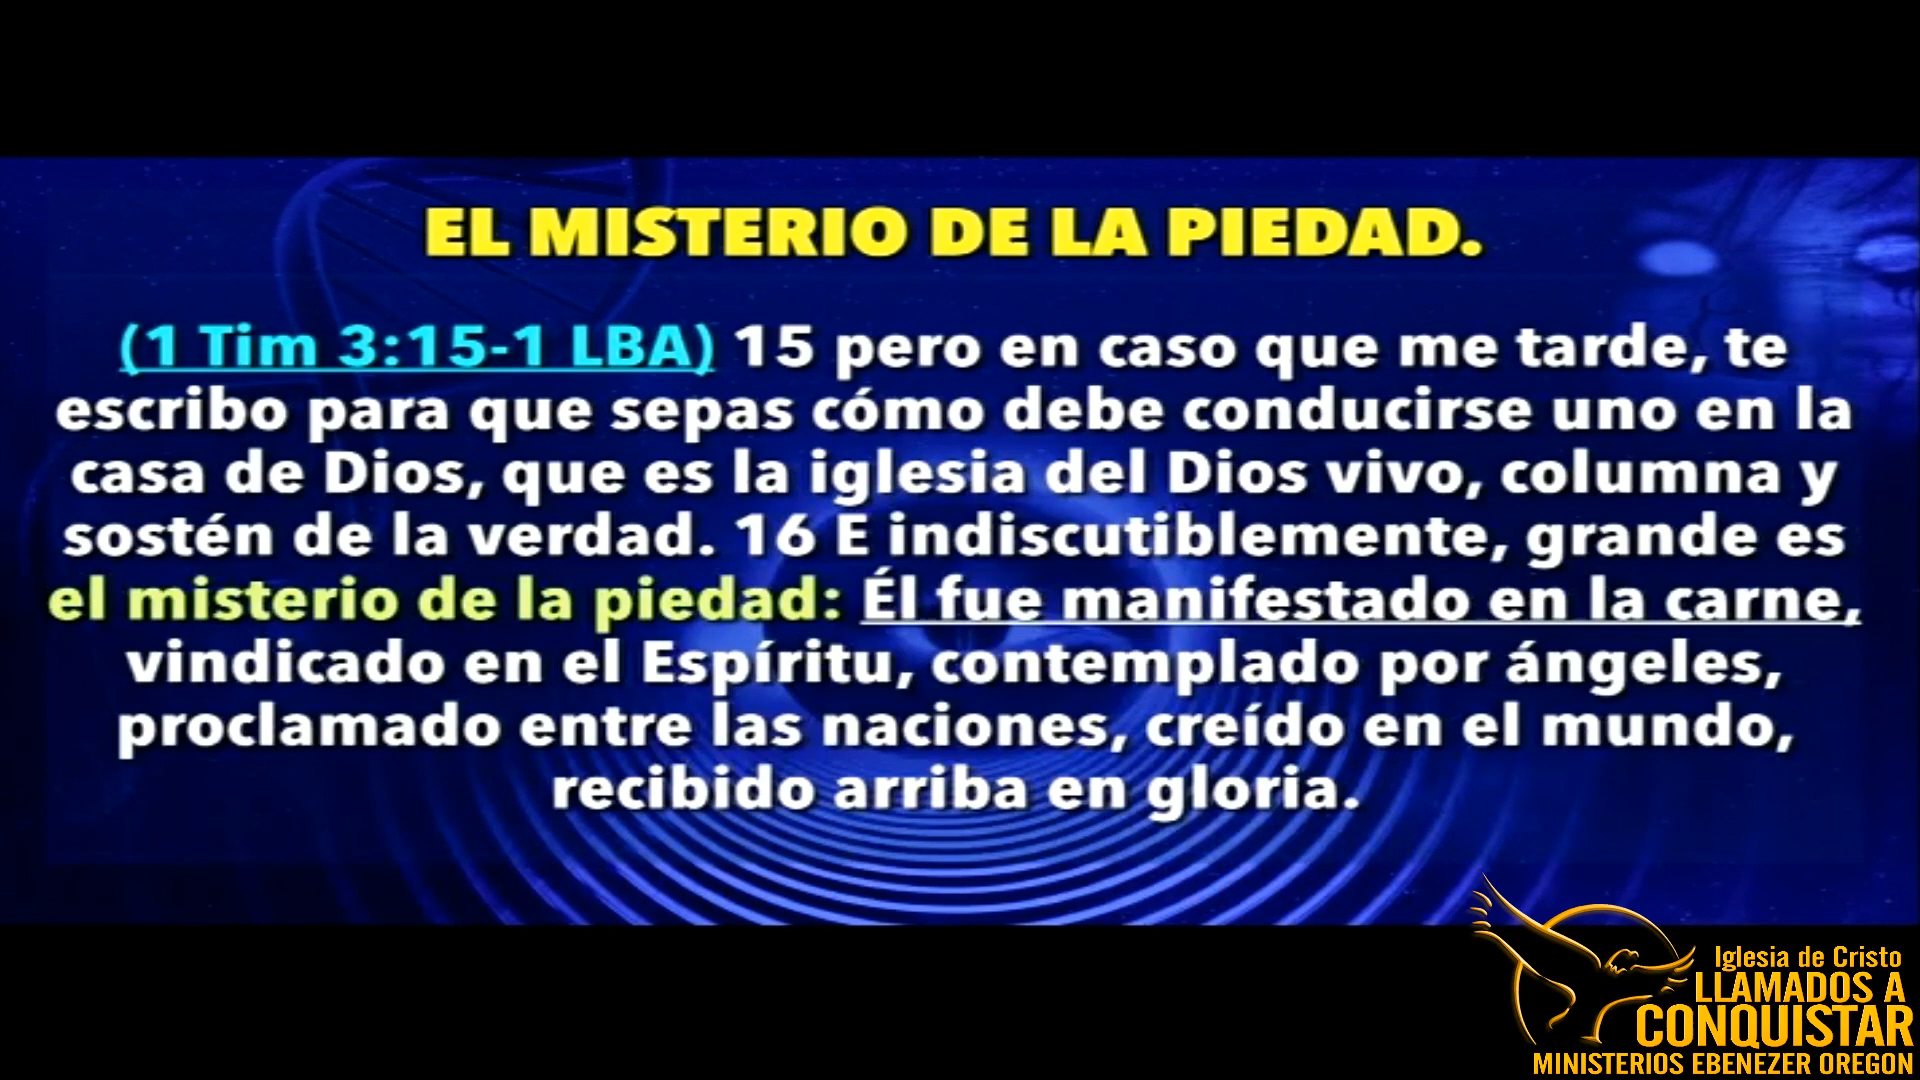 EL MISTERIO DE LA PIEDAD.
(1 Tim 3:15-1 LBA) 15 pero en caso que me tarde, te
escribo para que sepas cómo debe conducirse uno en la
casa de Dios, que es la iglesia del Dios vivo, columna y
sostén de la verdad. 16 E indiscutiblemente, grande es
el misterio de la piedad: Él fue manifestado en la carne,
vindicado en el Espíritu, contemplado por ángeles,
proclamado entre las naciones, creído en el mundo,
recibido arriba en gloria.
Iglesia de Cristo
LLAMADOS A
CONQUISTAR
MINISTERIOS EBENEZER OREGON